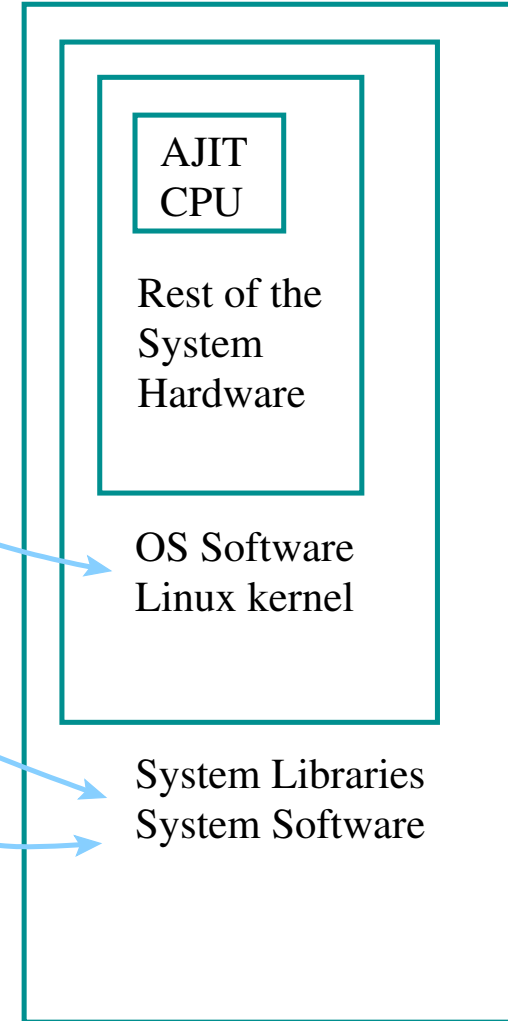 AJIT
CPU
Rest of the
System
Hardware
OS Software
Linux kernel
System Libraries
System Software